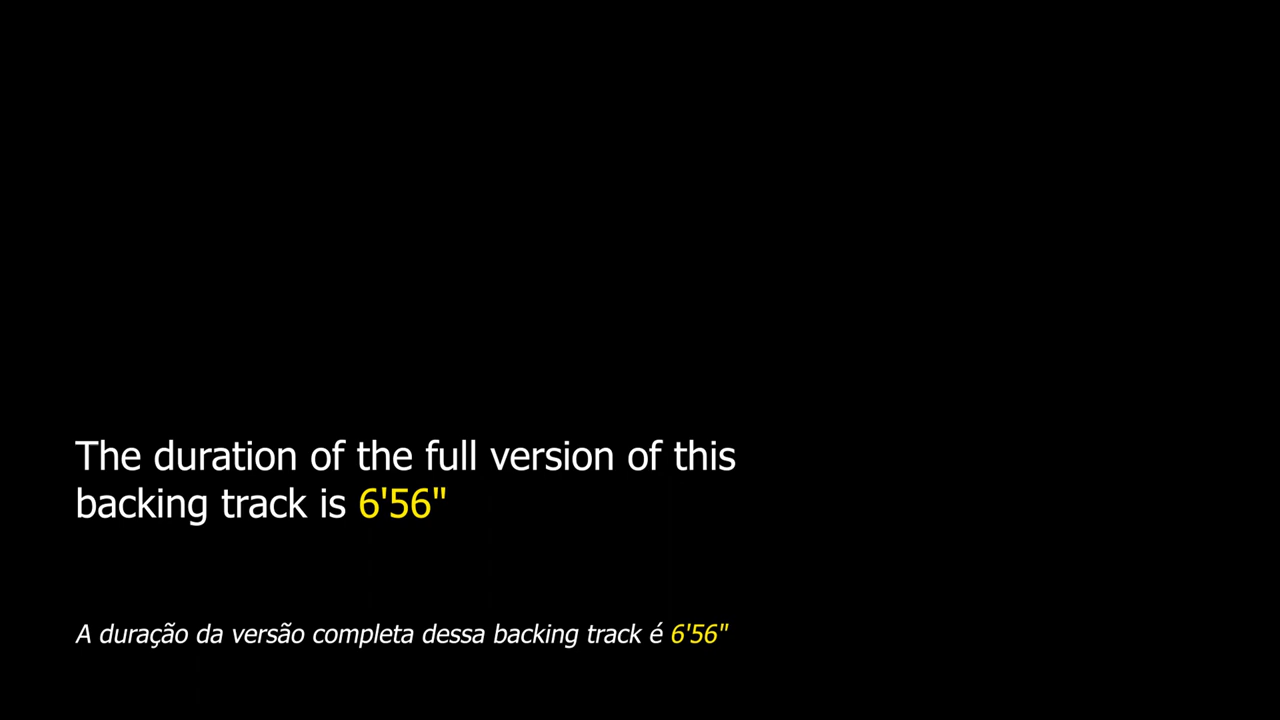 The duration of the full version of this
backing track is 6'56"
A duração da versão completa dessa backing track é 6'56"